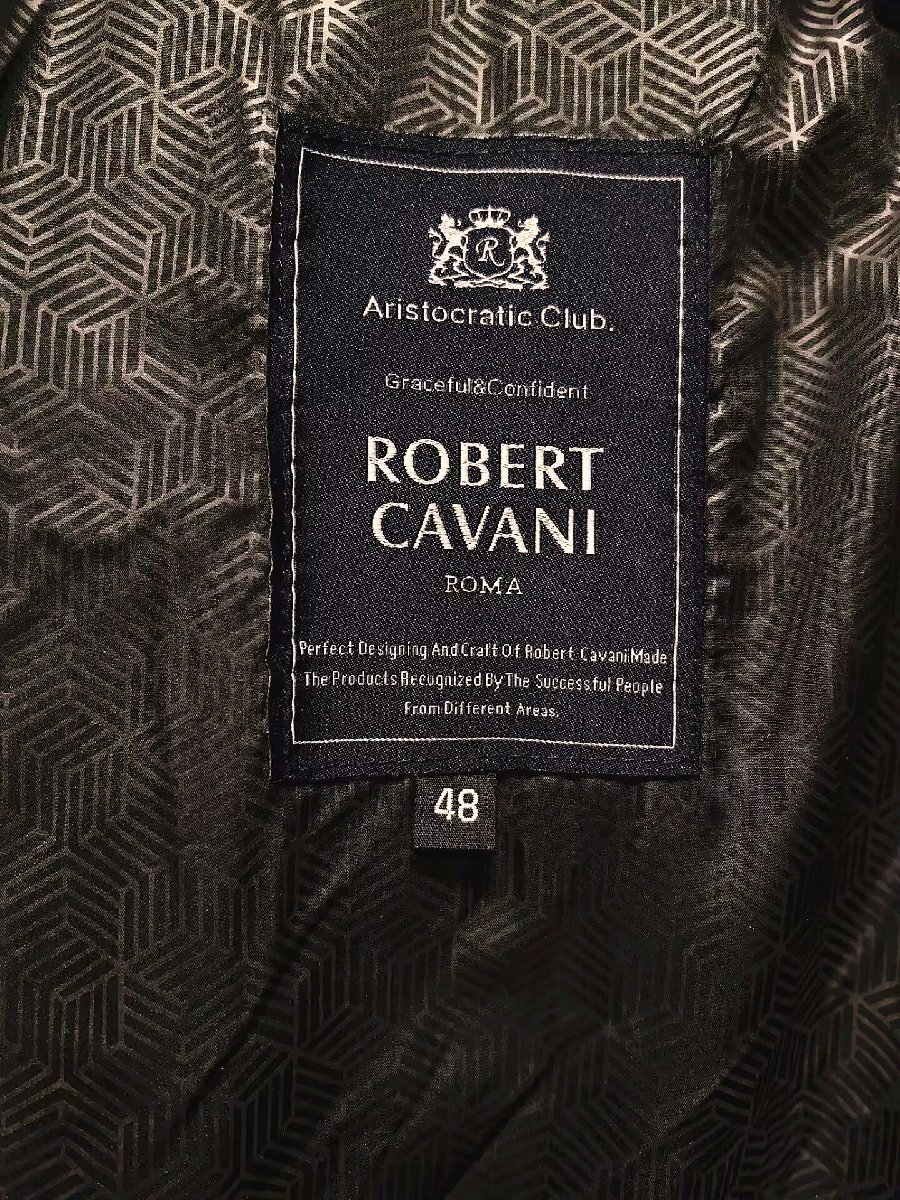 R
Aristocratic Club.
Graceful&Confident
ROBERT
CAVANI
ROMA
Perfect Designing And Craft Of Robert Cavani:Made
The Products Recognized By The Successful People
From Different Areas.
48